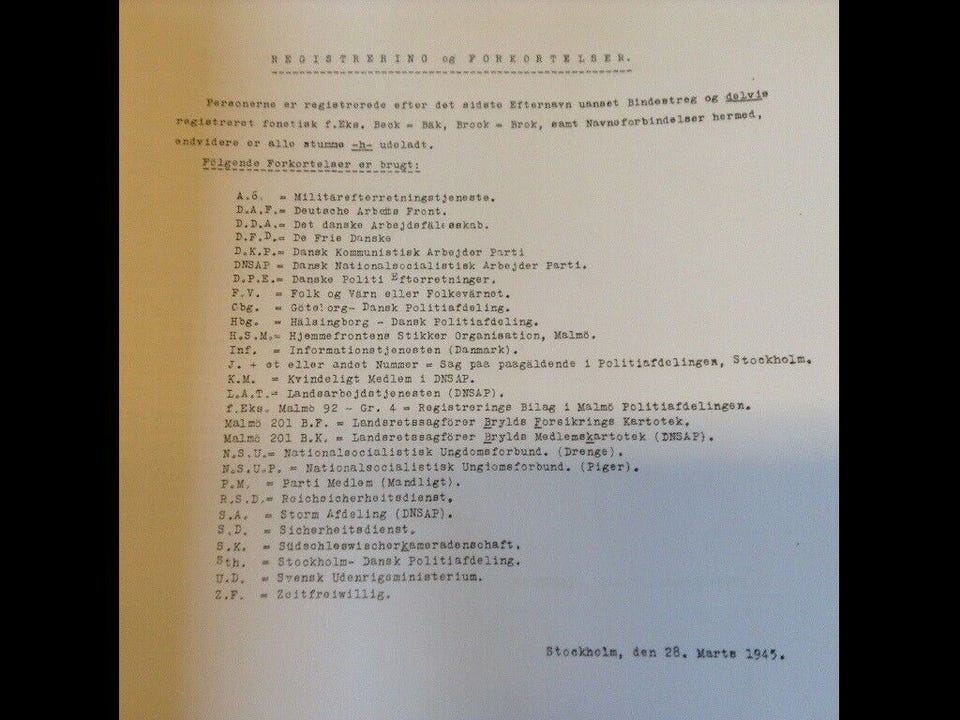 REGISTRERING og FORKORTELSER.
Personerne er registrerede efter det sidste Efternavn uanset Bindestreg og delvis
registreret fonetisk f.Eks. Beck = Bäk, Brock = Brok, samt Navneforbindelser hermed,
endvidere er alle stumme -h- udeladt.
Fölgende Forkortelser er brugt:
A.Ö. = Militärefterretningstjeneste.
D.A.F.= Deutsche Arbeits Front.
D.D.A.= Det danske Arbejdsfälesskab.
D.F.D.= De Frie Danske
D.K.P.= Dansk Kommunistisk Arbejder Parti
DNSAP = Dansk Nationalsocialistisk Arbejder Parti.
D.P.E.= Danske Politi Efterretninger.
F.V. = Folk og Värn eller Folkevärnet.
Gbg. = Göteborg- Dansk Politiafdeling.
Hbg. = Hälsingborg - Dansk Politiafdeling.
H.S.M.= Hjemmefrontens Stikker Organisation, Malmö.
Inf. = Informationstjenesten (Danmark).
J. + et eller andet Nummer = Sag paa paagäldende i Politiafdelingen, Stockholm.
K.M. = Kvindeligt Medlem i DNSAP.
L.A.T.= Landsarbejdstjenesten (DNSAP).
f.Eks. Malmö 92 - Gr. 4 = Registrerings Bilag i Malmö Politiafdelingen.
Malmö 201 B.F. = Landsretssagförer Brylds Forsikrings Kartotek.
Malmö 201 B.K. = Landsretssagförer Brylds Medlemskartotek (DNSAP).
N.S.U.= Nationalsocialistisk Ungdomsforbund. (Drenge).
N.S.U.P. = Nationalsocialistisk Ungdomsforbund. (Piger).
P.M. = Parti Medlem (Mandligt).
R.S.D.= Reichsicherheitsdienst.
S.A. = Storm Afdeling (DNSAP).
S.D. = Sicherheitsdienst.
S.K. = Südschleswischerkameradenschaft.
Sth. = Stockholm- Dansk Politiafdeling.
U.D. = Svensk Udenrigsministerium.
Z.F. = Zeitfreiwillig.
Stockholm, den 28. Marts 1945.